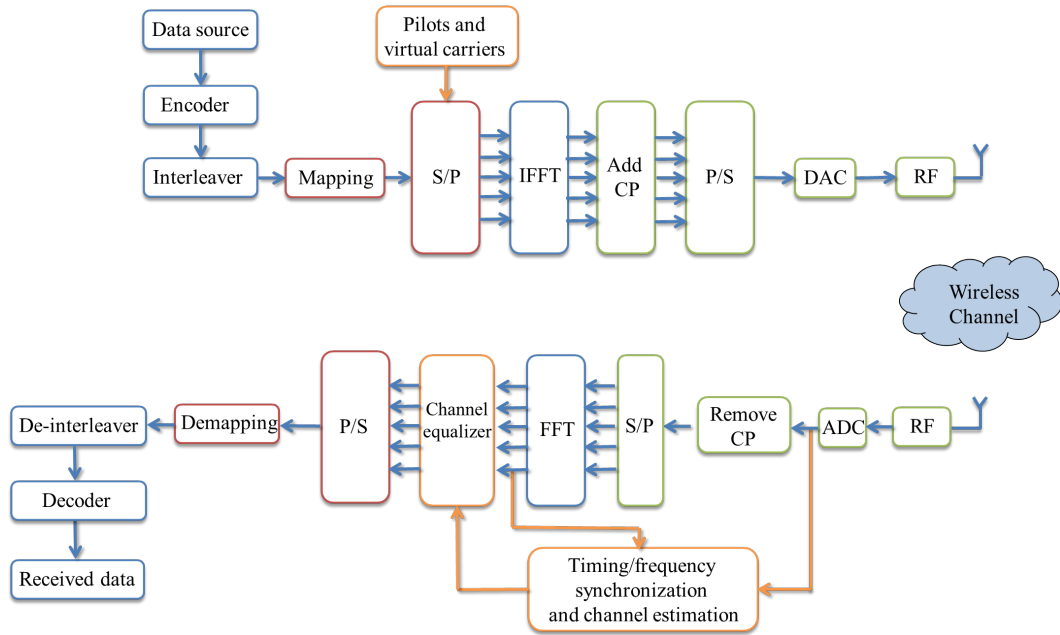 Data source
Pilots and
virtual carriers
Encoder
Interleaver
Mapping
S/P
IFFT
Add
CP
P/S
DAC
RF
Wireless
Channel
De-interleaver
Demapping
P/S
Channel
equalizer
FFT
S/P
Remove
CP
ADC
RF
Decoder
Received data
Timing/frequency
synchronization
and channel estimation